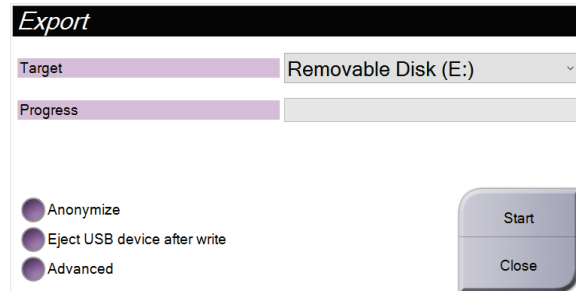 Export
Target
Removable Disk (E:)
Progress
Anonymize
Eject USB device after write
Advanced
Start
Close